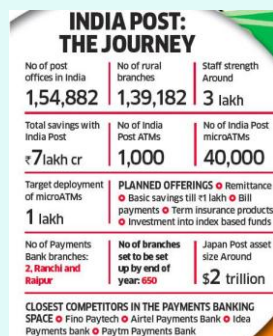 INDIA POST:
THE JOURNEY
No of post
offices in India
1,54,882
No of rural
branches
1,39,182
Staff strength
Around
3 lakh
Total savings with
India Post
₹7lakh cr
No of India
Post ATMs
1,000
No of India Post
microATMs
40,000
Target deployment
of microATMs
1 lakh
PLANNED OFFERINGS Remittance
Basic savings till ₹1 lakh Bill
payments Term insurance products
Investment into index based funds
No of Payments
Bank branches:
2, Ranchi and
Raipur
No of branches
set to be set
up by end of
year: 650
Japan Post asset
size Around
$2 trillion
CLOSEST COMPETITORS IN THE PAYMENTS BANKING
SPACE Fino Paytech Airtel Payments Bank Idea
Payments bank Paytm Payments Bank